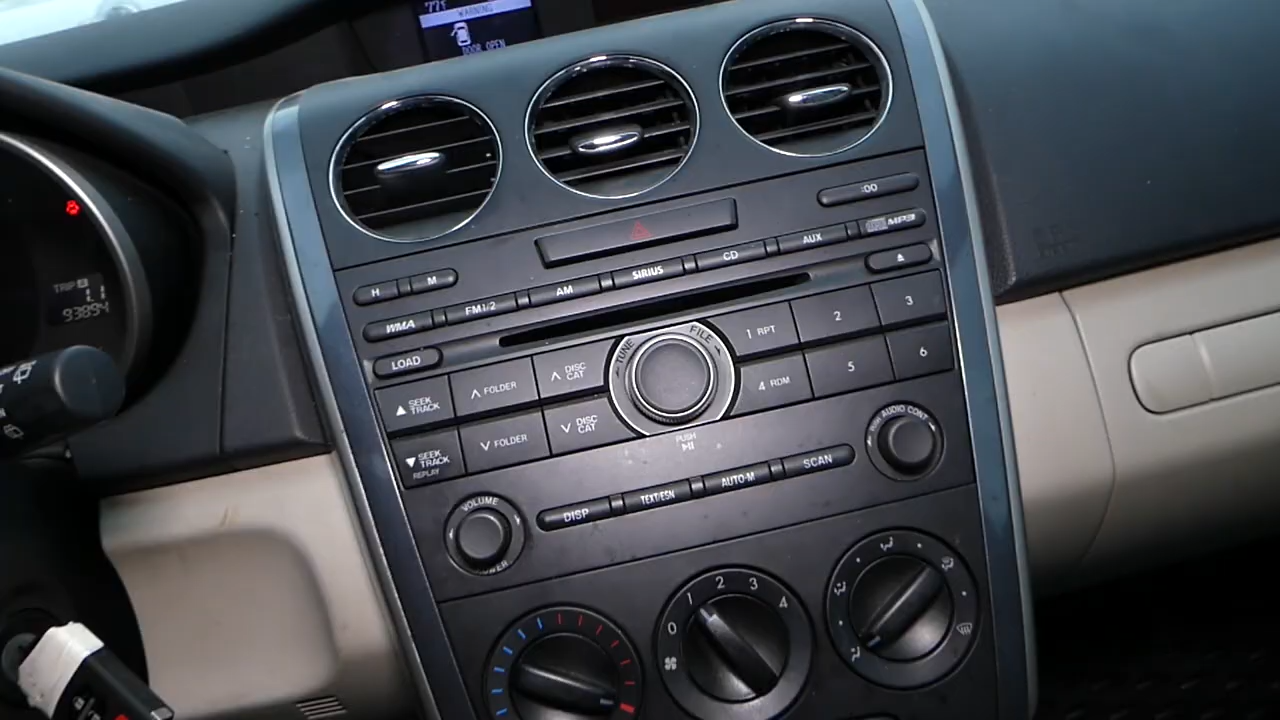 77F
WARNING
DOOR OPEN
TRIP
93894
:00
H M
WMA FM1/2 AM SIRIUS CD AUX MP3
LOAD
TUNE FILE
SEEK TRACK
FOLDER
DISC CAT
1 RPT
2
3
SEEK TRACK
REPLAY
FOLDER
DISC CAT
4 RDM
5
6
PUSH
AUDIO CONT
VOLUME
DISP TEXT/ESN AUTO-M SCAN
0 1 2 3 4